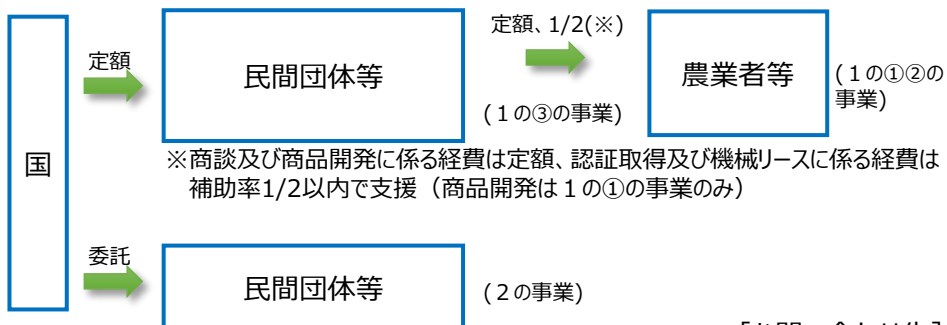 国
定額
民間団体等
定額、1/2(※)
(１の③の事業)
農業者等
(１の①②の
事業)
※商談及び商品開発に係る経費は定額、認証取得及び機械リースに係る経費は
補助率1/2以内で支援（商品開発は１の①の事業のみ）
委託
民間団体等
(２の事業)